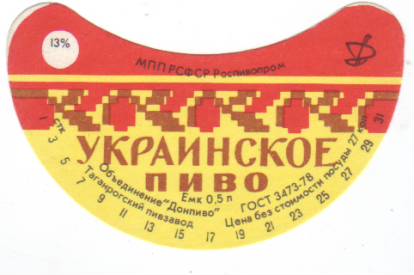 13%
МПП РСФСР Роспивопром
УКРАИНСКОЕ
ПИВО
Емк 0,5 л
Объединение "Донпиво"
Таганрогский пивзавод
ГОСТ 3473-78
Цена без стоимости посуды 27 коп
1 3 5 7 9 11 13 15 17 19 21 23 25 27 29 31